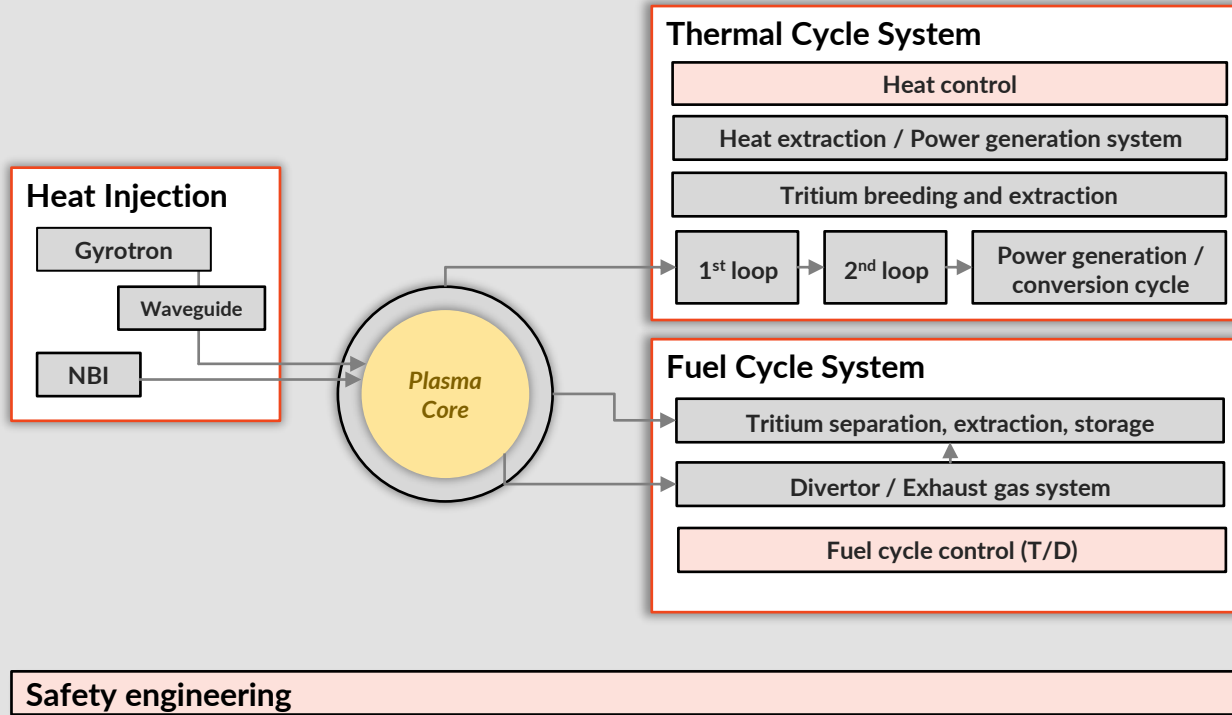 Thermal Cycle System
Heat control
Heat extraction / Power generation system
Tritium breeding and extraction
1st loop
2nd loop
Power generation /
conversion cycle
Heat Injection
Gyrotron
Waveguide
NBI
Plasma
Core
Fuel Cycle System
Tritium separation, extraction, storage
Divertor / Exhaust gas system
Fuel cycle control (T/D)
Safety engineering